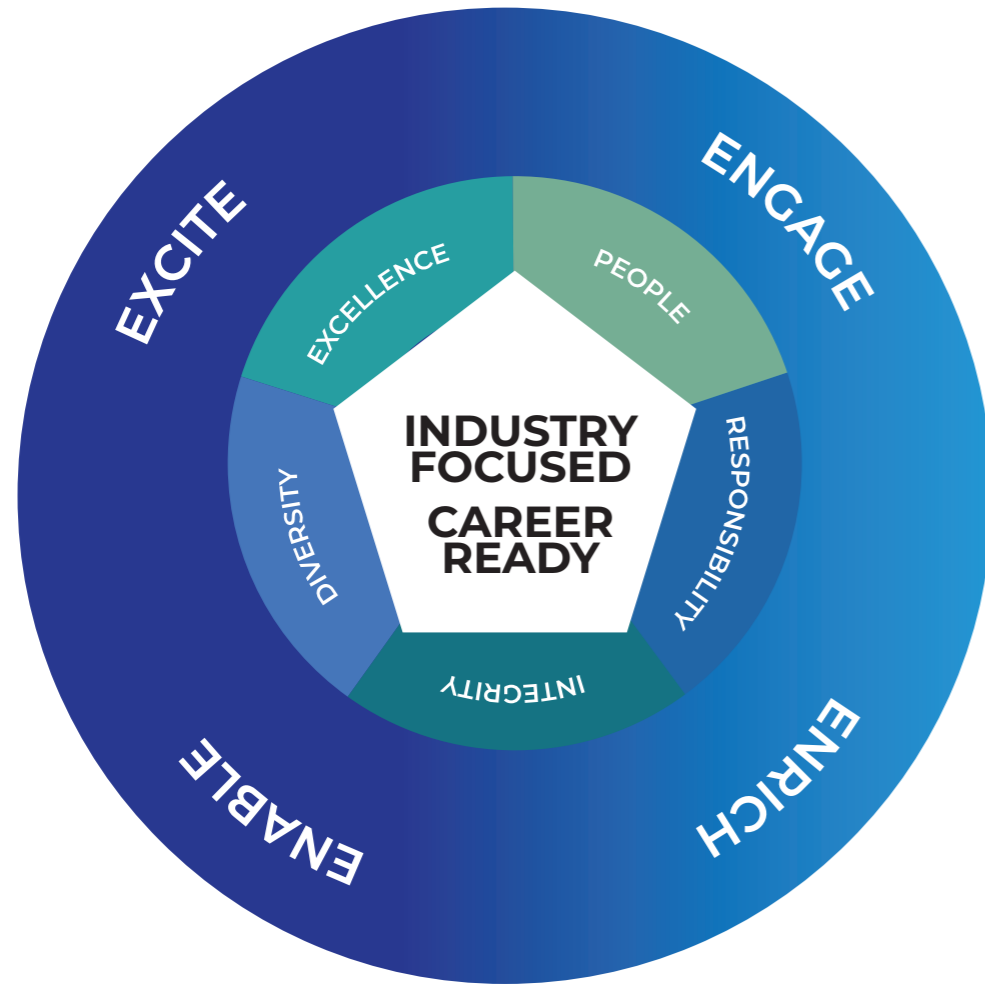 EXCITE
ENGAGE
ENRICH
ENABLE
EXCELLENCE
PEOPLE
RESPONSIBILITY
INTEGRITY
DIVERSITY
INDUSTRY
FOCUSED
CAREER
READY